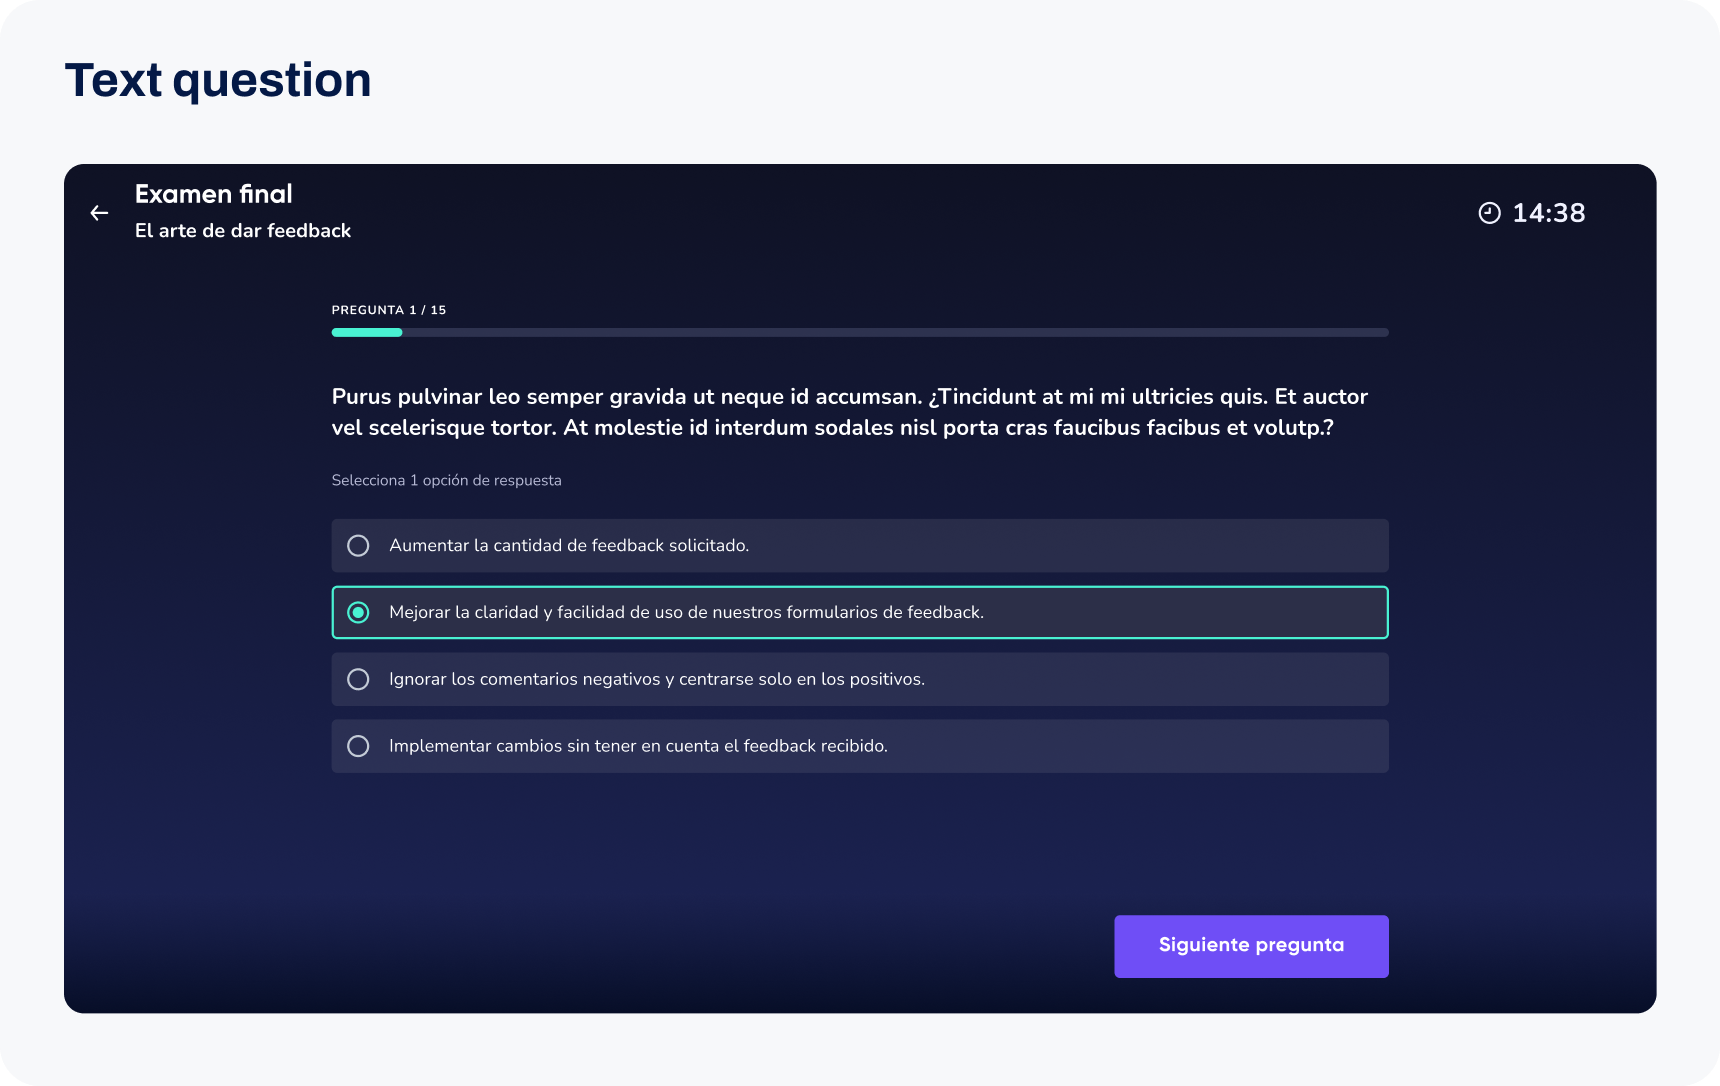 Text question
Examen final
El arte de dar feedback
14:38
PREGUNTA 1 / 15
Purus pulvinar leo semper gravida ut neque id accumsan. ¿Tincidunt at mi mi ultricies quis. Et auctor
vel scelerisque tortor. At molestie id interdum sodales nisl porta cras faucibus facibus et volutp.?
Selecciona 1 opción de respuesta
Aumentar la cantidad de feedback solicitado.
Mejorar la claridad y facilidad de uso de nuestros formularios de feedback.
Ignorar los comentarios negativos y centrarse solo en los positivos.
Implementar cambios sin tener en cuenta el feedback recibido.
Siguiente pregunta